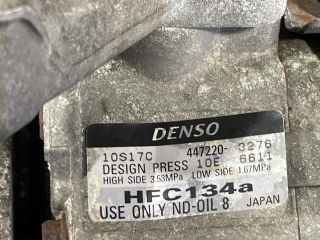 DENSO
10S17C 447220-3276
DESIGN PRESS 10E 6611
HIGH SIDE 3.53MPa LOW SIDE 1.67MPa
HFC134a
USE ONLY ND-OIL 8 JAPAN